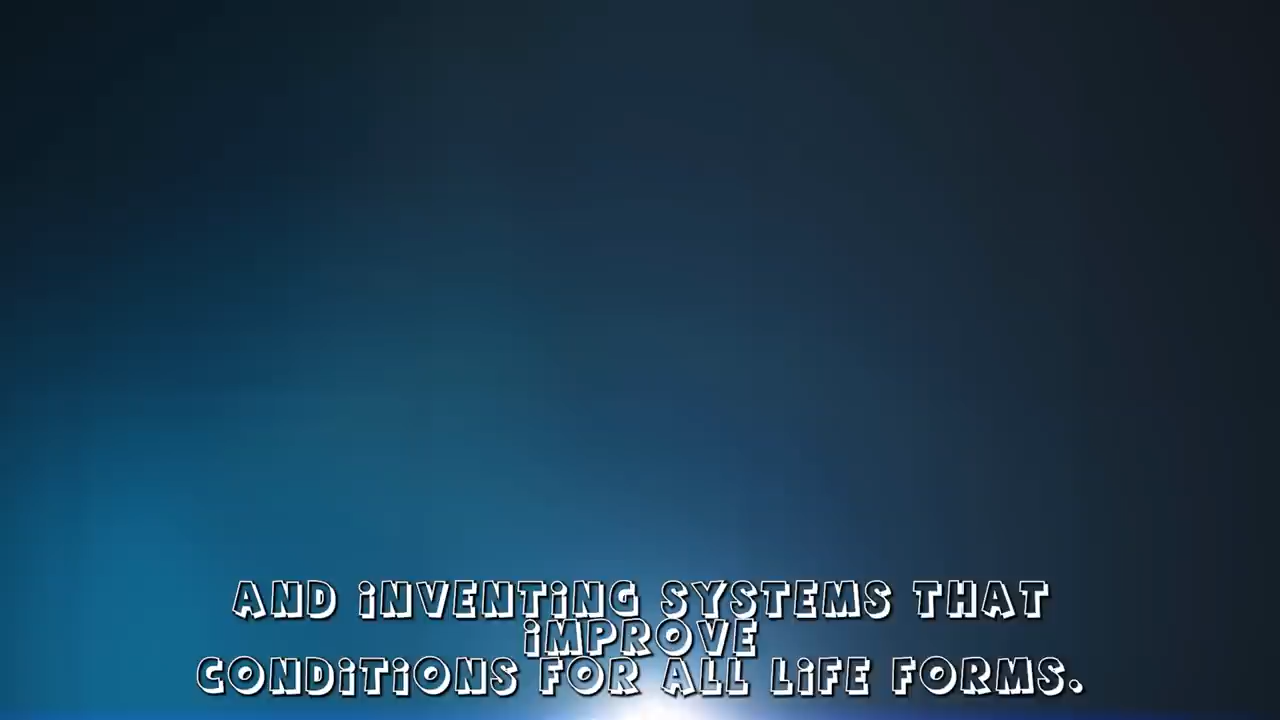 AND iNVENTiNG SYSTEMS THAT
iMPROVE
CONDiTiONS FOR ALL LiFE FORMS.